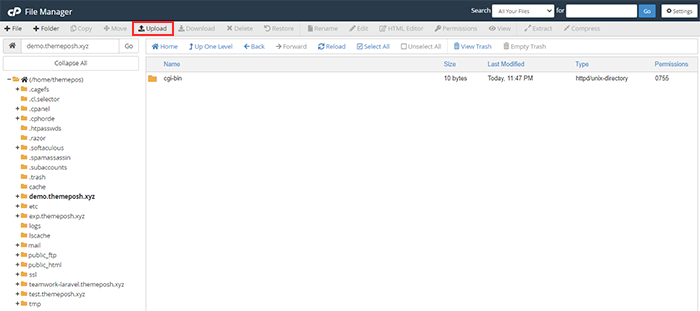 cP File Manager Search All Your Files for Go Settings
+ File + Folder Copy Move Upload Download Delete Restore Rename Edit HTML Editor Permissions View Extract Compress
demo.themeposh.xyz Go Home Up One Level Back Forward Reload Select All Unselect All View Trash Empty Trash
Collapse All
Name Size Last Modified Type Permissions
cgi-bin 10 bytes Today, 11:47 PM httpd/unix-directory 0755
(/home/themepos)
.cagefs
.cl.selector
.cpanel
.cphorde
.htpasswds
.razor
.softaculous
.spamassassin
.subaccounts
.trash
cache
demo.themeposh.xyz
etc
exp.themeposh.xyz
logs
lscache
mail
public_ftp
public_html
ssl
teamwork-laravel.themeposh.xyz
test.themeposh.xyz
tmp